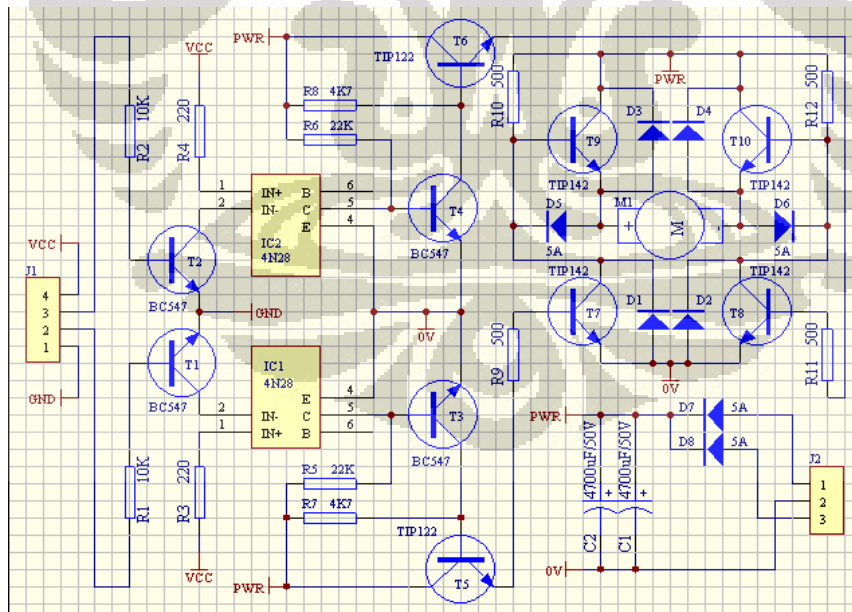 PWR
T6
TIP122
VCC
R2 10K
R4 220
R8 4K7
R6 22K
R10 500
PWR
R12 500
D3
D4
T9
T10
TIP142
TIP142
1
2
IN+
IN-
B
C
E
6
5
4
IC2
4N28
T4
BC547
M1
+
M
-
D5
5A
D6
5A
VCC
T2
BC547
J1
4
3
2
1
GND
0V
TIP142
TIP142
T7
T8
D1
D2
T1
BC547
IC1
4N28
R9 500
R11 500
0V
GND
2
1
IN-
IN+
E
C
B
4
5
6
T3
BC547
PWR
D7
5A
D8
5A
4700uF/50V
4700uF/50V
+
+
C2
C1
J2
1
2
3
0V
R1 10K
R3 220
R5 22K
R7 4K7
TIP122
VCC
PWR
T5